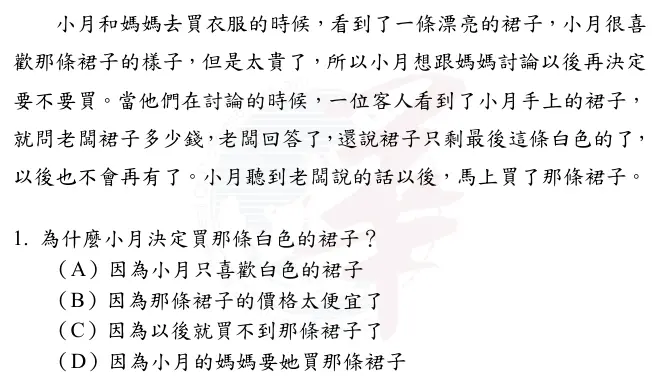 小月和媽媽去買衣服的時候，看到了一條漂亮的裙子，小月很喜
歡那條裙子的樣子，但是太貴了，所以小月想跟媽媽討論以後再決定
要不要買。當他們在討論的時候，一位客人看到了小月手上的裙子，
就問老闆裙子多少錢，老闆回答了，還說裙子只剩最後這條白色的了，
以後也不會再有了。小月聽到老闆說的話以後，馬上買了那條裙子。
1. 為什麼小月決定買那條白色的裙子？
（A）因為小月只喜歡白色的裙子
（B）因為那條裙子的價格太便宜了
（C）因為以後就買不到那條裙子了
（D）因為小月的媽媽要她買那條裙子